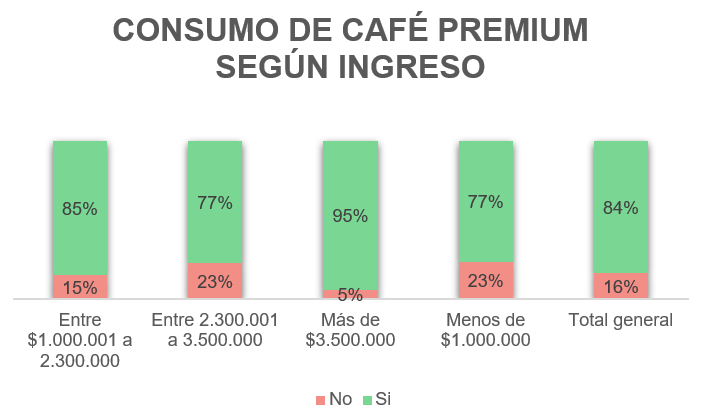 CONSUMO DE CAFÉ PREMIUM
SEGÚN INGRESO
85%
77%
95%
77%
84%
15%
23%
5%
23%
16%
Entre
$1.000.001 a
2.300.000
Entre 2.300.001
a 3.500.000
Más de
$3.500.000
Menos de
$1.000.000
Total general
No Si